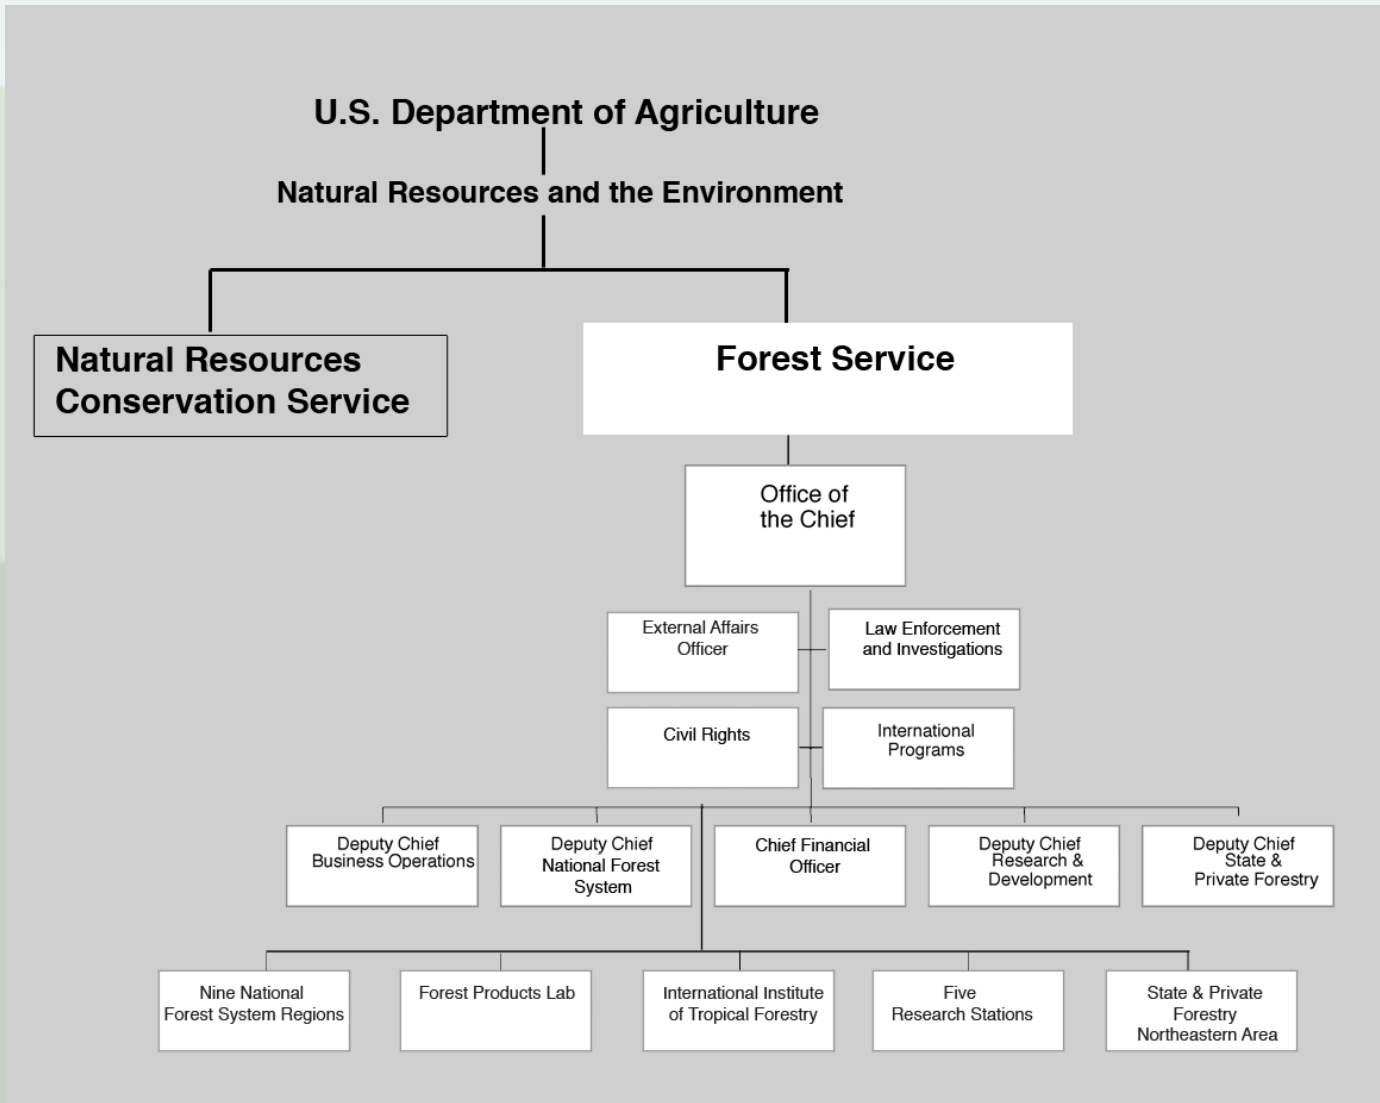 U.S. Department of Agriculture
Natural Resources and the Environment
Natural Resources
Conservation Service
Forest Service
Office of
the Chief
External Affairs
Officer
Law Enforcement
and Investigations
Civil Rights
International
Programs
Deputy Chief
Business Operations
Deputy Chief
National Forest
System
Chief Financial
Officer
Deputy Chief
Research &
Development
Deputy Chief
State &
Private Forestry
Nine National
Forest System Regions
Forest Products Lab
International Institute
of Tropical Forestry
Five
Research Stations
State & Private
Forestry
Northeastern Area